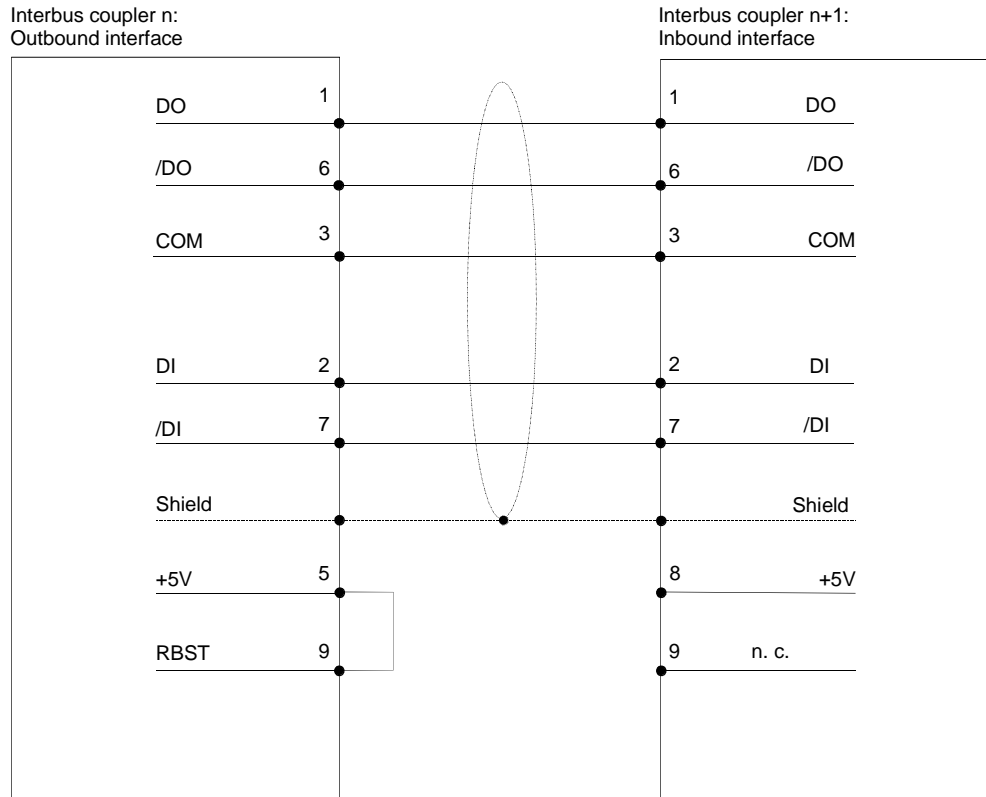 Interbus coupler n:
Outbound interface
Interbus coupler n+1:
Inbound interface
DO 1 1 DO
/DO 6 6 /DO
COM 3 3 COM
DI 2 2 DI
/DI 7 7 /DI
Shield Shield
+5V 5 8 +5V
RBST 9 9 n. c.